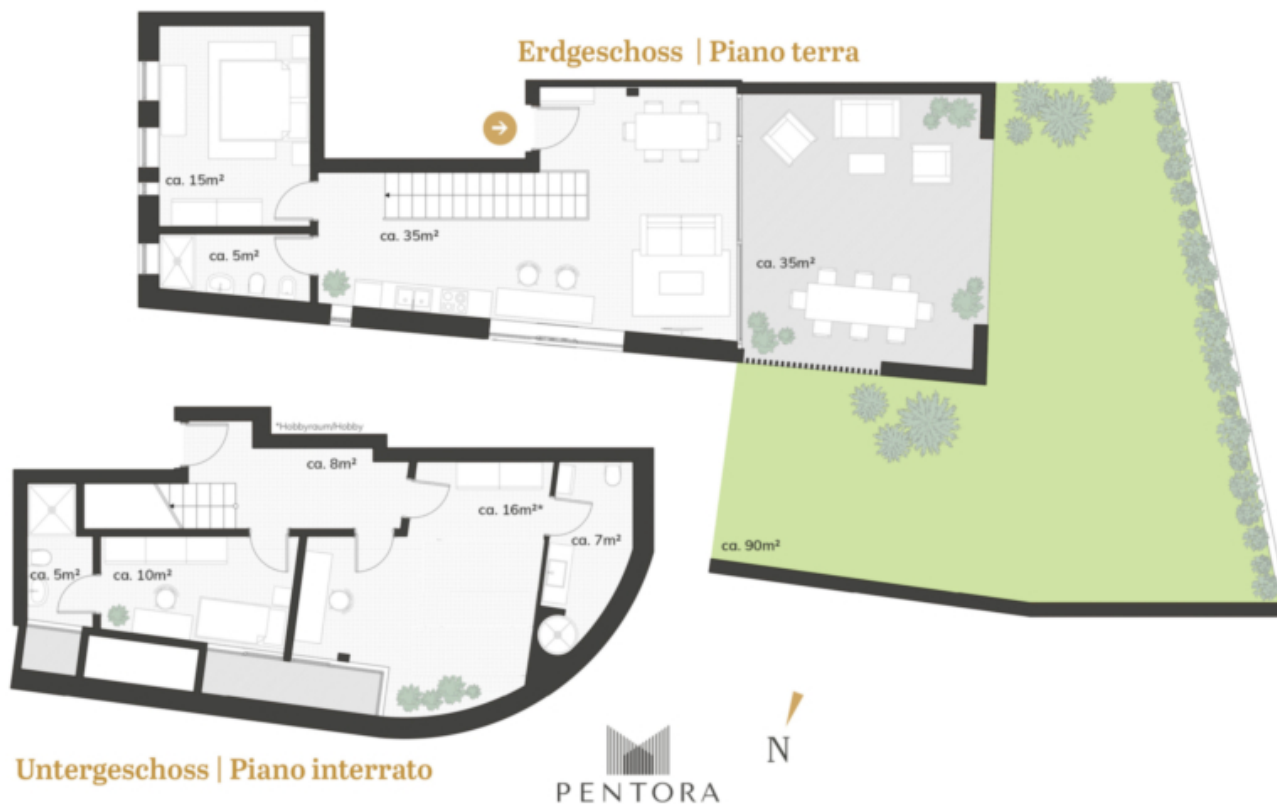 Erdgeschoss | Piano terra
ca. 15m²
ca. 5m²
ca. 35m²
ca. 35m²
ca. 90m²
*Hobbyraum/Hobby
ca. 8m²
ca. 16m²*
ca. 7m²
ca. 5m²
ca. 10m²
Untergeschoss | Piano interrato
N
PENTORA